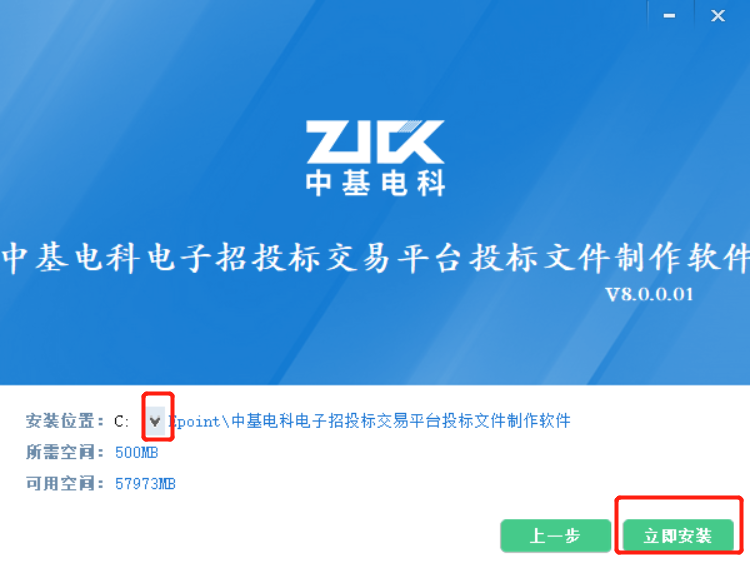 ZJCK
中基电科
中基电科电子招投标交易平台投标文件制作软件
V8.0.0.01
安装位置： C: Epoint\中基电科电子招投标交易平台投标文件制作软件
所需空间： 500MB
可用空间： 57973MB
上一步 立即安装